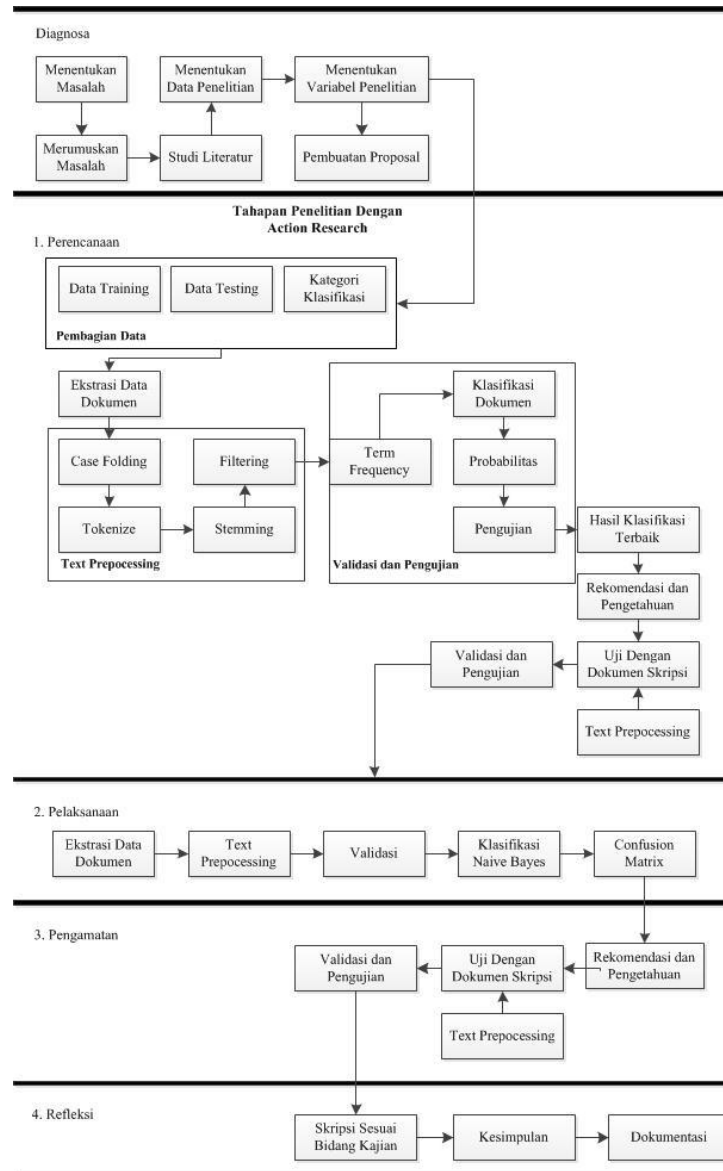 Diagnosa
Menentukan
Masalah
Menentukan
Data Penelitian
Menentukan
Variabel Penelitian
Merumuskan
Masalah
Studi Literatur
Pembuatan Proposal
Tahapan Penelitian Dengan
Action Research
1. Perencanaan
Data Training
Data Testing
Kategori
Klasifikasi
Pembagian Data
Ekstrasi Data
Dokumen
Klasifikasi
Dokumen
Case Folding
Filtering
Term
Frequency
Probabilitas
Tokenize
Stemming
Pengujian
Hasil Klasifikasi
Terbaik
Text Prepocessing
Validasi dan Pengujian
Rekomendasi dan
Pengetahuan
Validasi dan
Pengujian
Uji Dengan
Dokumen Skripsi
Text Prepocessing
2. Pelaksanaan
Ekstrasi Data
Dokumen
Text
Prepocessing
Validasi
Klasifikasi
Naive Bayes
Confusion
Matrix
3. Pengamatan
Validasi dan
Pengujian
Uji Dengan
Dokumen Skripsi
Rekomendasi dan
Pengetahuan
Text Prepocessing
4. Refleksi
Skripsi Sesuai
Bidang Kajian
Kesimpulan
Dokumentasi